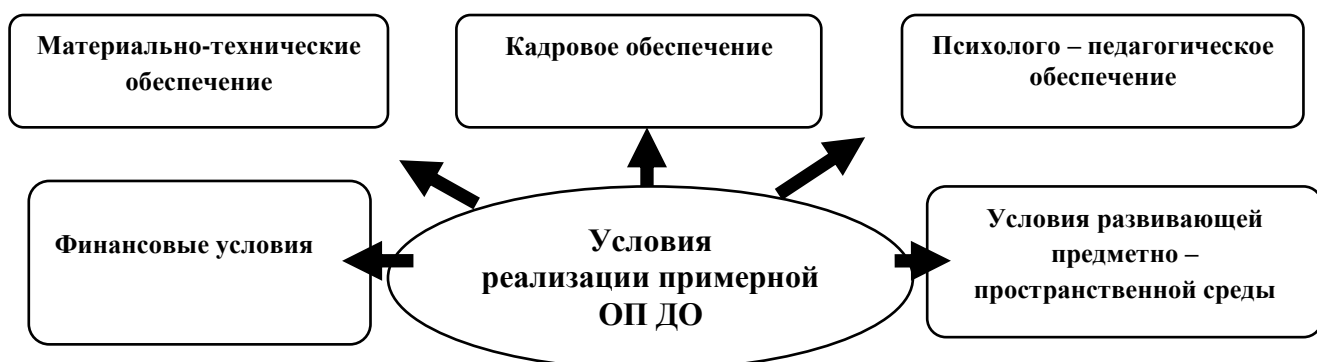 Материально-технические
обеспечение
Кадровое обеспечение
Психолого – педагогическое
обеспечение
Финансовые условия
Условия
реализации примерной
ОП ДО
Условия развивающей
предметно –
пространственной среды